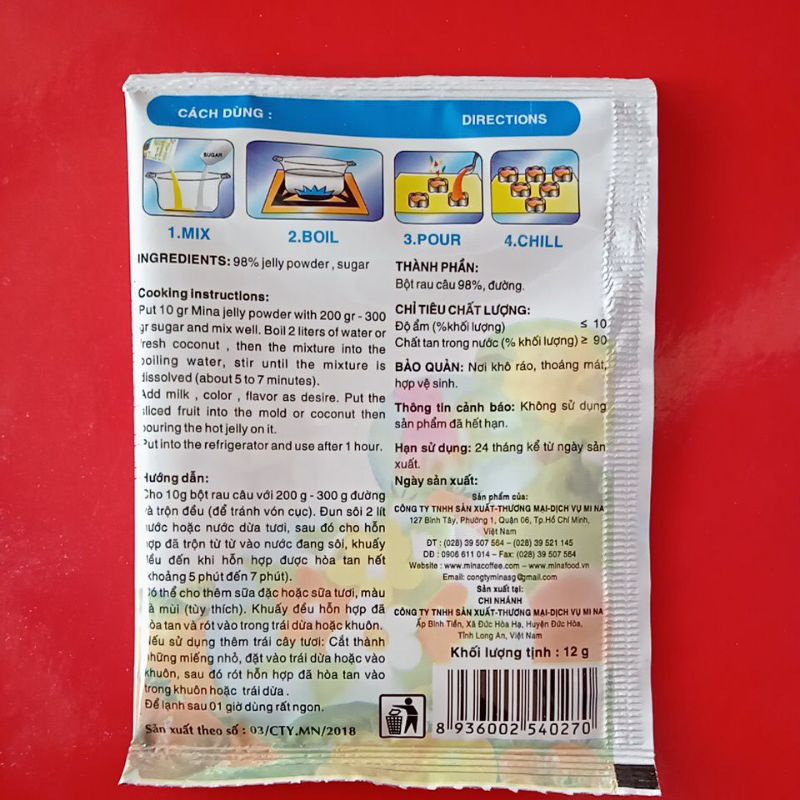 CÁCH DÙNG :
DIRECTIONS
SUGAR
1.MIX
2.BOIL
3.POUR
4.CHILL
INGREDIENTS: 98% jelly powder , sugar
Cooking instructions:
Put 10 gr Mina jelly powder with 200 gr - 300
gr sugar and mix well. Boil 2 liters of water or
fresh coconut , then the mixture into the
boiling water, stir until the mixture is
dissolved (about 5 to 7 minutes).
Add milk , color , flavor as desire. Put the
sliced fruit into the mold or coconut then
pouring the hot jelly on it.
Put into the refrigerator and use after 1 hour.
Hướng dẫn:
Cho 10g bột rau câu với 200 g - 300 g đường
và trộn đều (để tránh vón cục). Đun sôi 2 lít
nước hoặc nước dừa tươi, sau đó cho hỗn
hợp đã trộn từ từ vào nước đang sôi, khuấy
đều đến khi hỗn hợp được hòa tan hết
(khoảng 5 phút đến 7 phút).
Có thể cho thêm sữa đặc hoặc sữa tươi, màu
và mùi (tùy thích). Khuấy đều hỗn hợp đã
hòa tan và rót vào trong trái dừa hoặc khuôn.
Nếu sử dụng thêm trái cây tươi: Cắt thành
những miếng nhỏ, đặt vào trái dừa hoặc vào
khuôn, sau đó rót hỗn hợp đã hòa tan vào
trong khuôn hoặc trái dừa .
Để lạnh sau 01 giờ dùng rất ngon.
Sản xuất theo số : 03/CTY.MN/2018
THÀNH PHẦN:
Bột rau câu 98%, đường.
CHỈ TIÊU CHẤT LƯỢNG:
Độ ẩm (%khối lượng) ≤ 10
Chất tan trong nước (% khối lượng) ≥ 90
BẢO QUẢN: Nơi khô ráo, thoáng mát,
hợp vệ sinh.
Thông tin cảnh báo: Không sử dụng
sản phẩm đã hết hạn.
Hạn sử dụng: 24 tháng kể từ ngày sản
xuất.
Ngày sản xuất:
Sản phẩm của:
CÔNG TY TNHH SẢN XUẤT-THƯƠNG MẠI-DỊCH VỤ MI NA
127 Bình Tây, Phường 1, Quận 06, Tp.Hồ Chí Minh,
Việt Nam
ĐT : (028) 39 507 564 – (028) 39 521 145
DĐ : 0906 611 014 – Fax: (028) 39 507 564
Website : www.minacoffee.com – www.minafood.vn
Email: congtyminasg@gmail.com
Sản xuất tại:
CHI NHÁNH
CÔNG TY TNHH SẢN XUẤT-THƯƠNG MẠI-DỊCH VỤ MI NA
Ấp Bình Tiền, Xã Đức Hòa Hạ, Huyện Đức Hòa,
Tỉnh Long An, Việt Nam
Khối lượng tịnh : 12 g
8 936002 540270